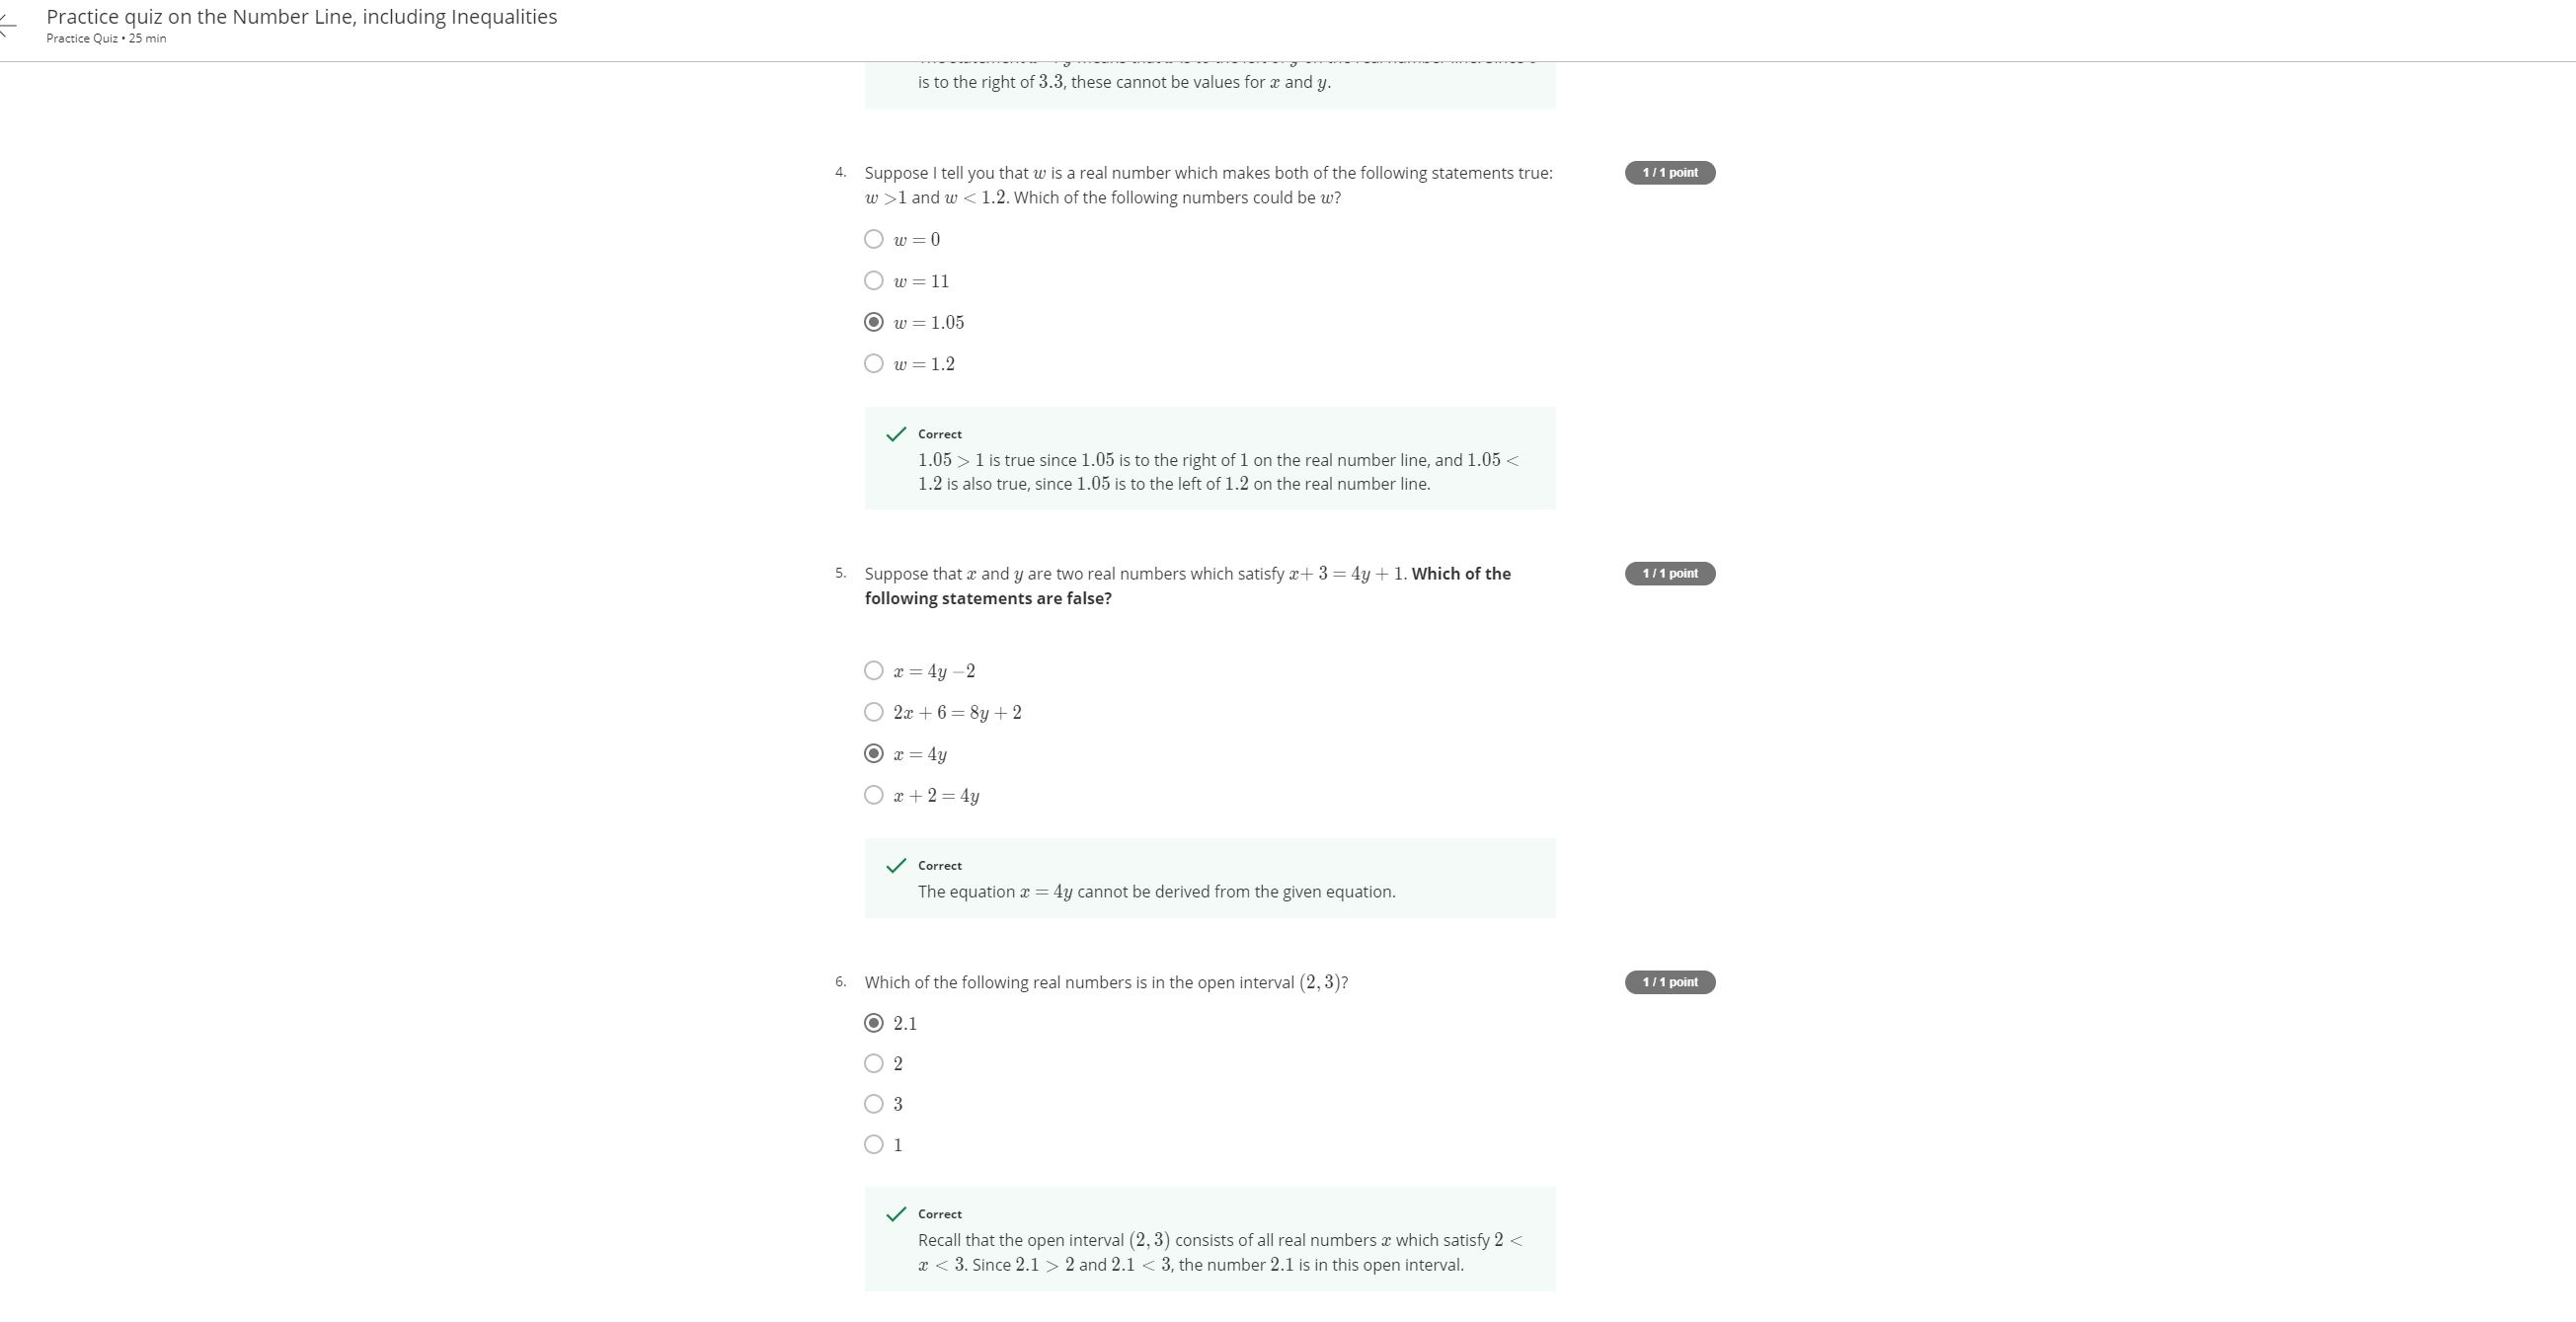 Practice quiz on the Number Line, including Inequalities
Practice Quiz • 25 min
is to the right of 3.3, these cannot be values for x and y.
4. Suppose I tell you that w is a real number which makes both of the following statements true:
1 / 1 point
w >1 and w < 1.2. Which of the following numbers could be w?
w = 0
w = 11
w = 1.05
w = 1.2
Correct
1.05 > 1 is true since 1.05 is to the right of 1 on the real number line, and 1.05 <
1.2 is also true, since 1.05 is to the left of 1.2 on the real number line.
5. Suppose that x and y are two real numbers which satisfy x+ 3 = 4y + 1. Which of the
1 / 1 point
following statements are false?
x = 4y −2
2x + 6 = 8y + 2
x = 4y
x + 2 = 4y
Correct
The equation x = 4y cannot be derived from the given equation.
6. Which of the following real numbers is in the open interval (2, 3)?
1 / 1 point
2.1
2
3
1
Correct
Recall that the open interval (2, 3) consists of all real numbers x which satisfy 2 <
x < 3. Since 2.1 > 2 and 2.1 < 3, the number 2.1 is in this open interval.